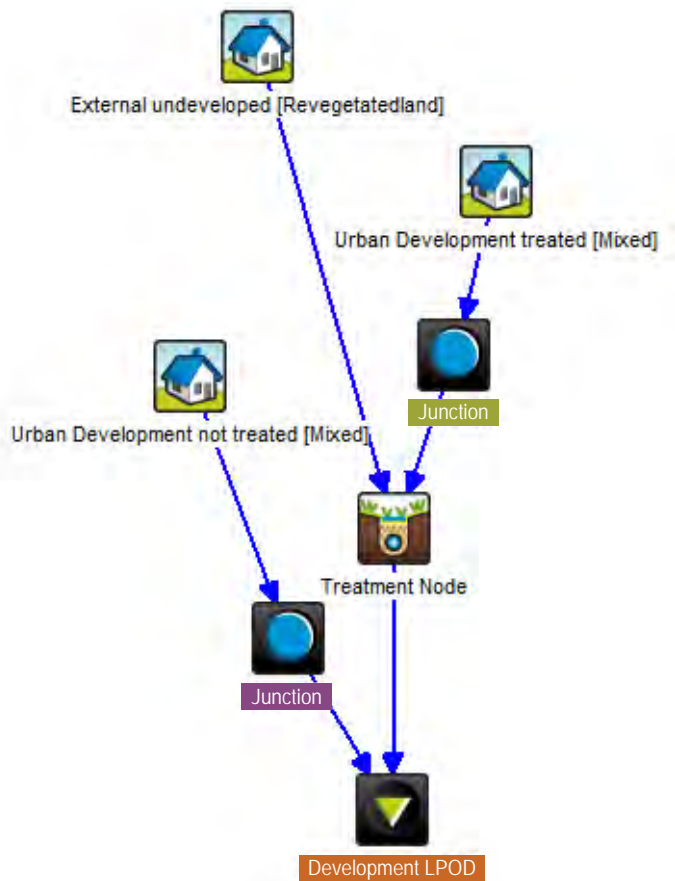 External undeveloped [Revegetatedland]
Urban Development treated [Mixed]
Junction
Urban Development not treated [Mixed]
Treatment Node
Junction
Development LPOD